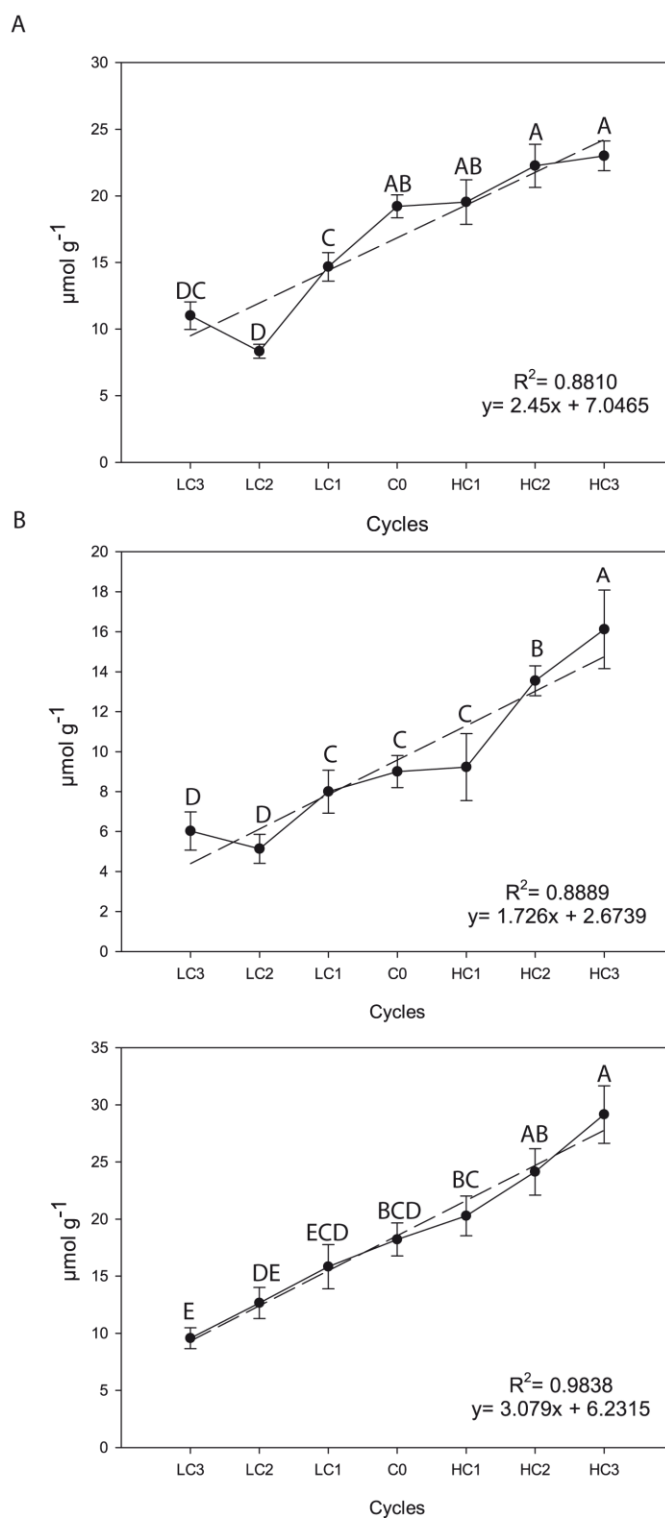 A
30
25
20
15
10
5
0
μmol g⁻¹
DC
D
C
AB
AB
A
A
R²= 0.8810
y= 2.45x + 7.0465
LC3 LC2 LC1 C0 HC1 HC2 HC3
Cycles
B
20
18
16
14
12
10
8
6
4
2
0
μmol g⁻¹
D
D
C
C
C
B
A
R²= 0.8889
y= 1.726x + 2.6739
LC3 LC2 LC1 C0 HC1 HC2 HC3
Cycles
35
30
25
20
15
10
5
0
μmol g⁻¹
E
DE
ECD
BCD
BC
AB
A
R²= 0.9838
y= 3.079x + 6.2315
LC3 LC2 LC1 C0 HC1 HC2 HC3
Cycles